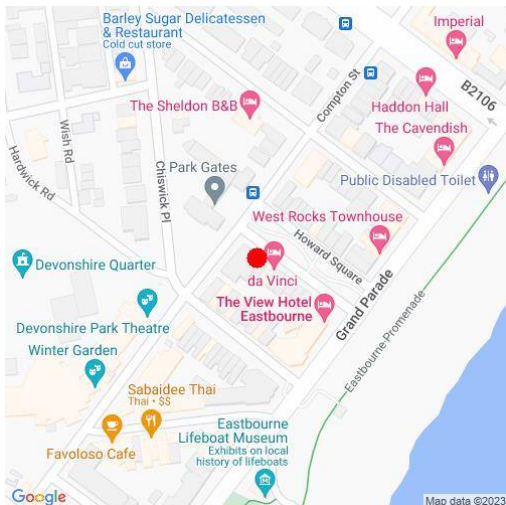 Barley Sugar Delicatessen
& Restaurant
Cold cut store
Imperial
B2106
Compton St
Haddon Hall
The Sheldon B&B
The Cavendish
Wish Rd
Hardwick Rd
Chiswick Pl
Park Gates
Public Disabled Toilet
West Rocks Townhouse
Howard Square
Devonshire Quarter
da Vinci
Grand Parade
Eastbourne Promenade
The View Hotel
Eastbourne
Devonshire Park Theatre
Winter Garden
Sabaidee Thai
Thai • $$
Favoloso Cafe
Eastbourne
Lifeboat Museum
Exhibits on local
history of lifeboats
Google
Map data ©2023